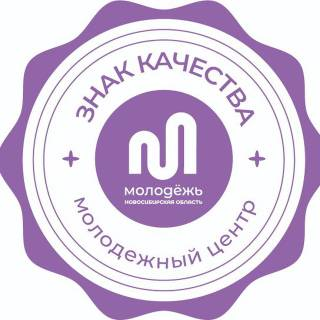 ЗНАК КАЧЕСТВА
МОЛОДЁЖЬ
НОВОСИБИРСКАЯ ОБЛАСТЬ
молодежный центр